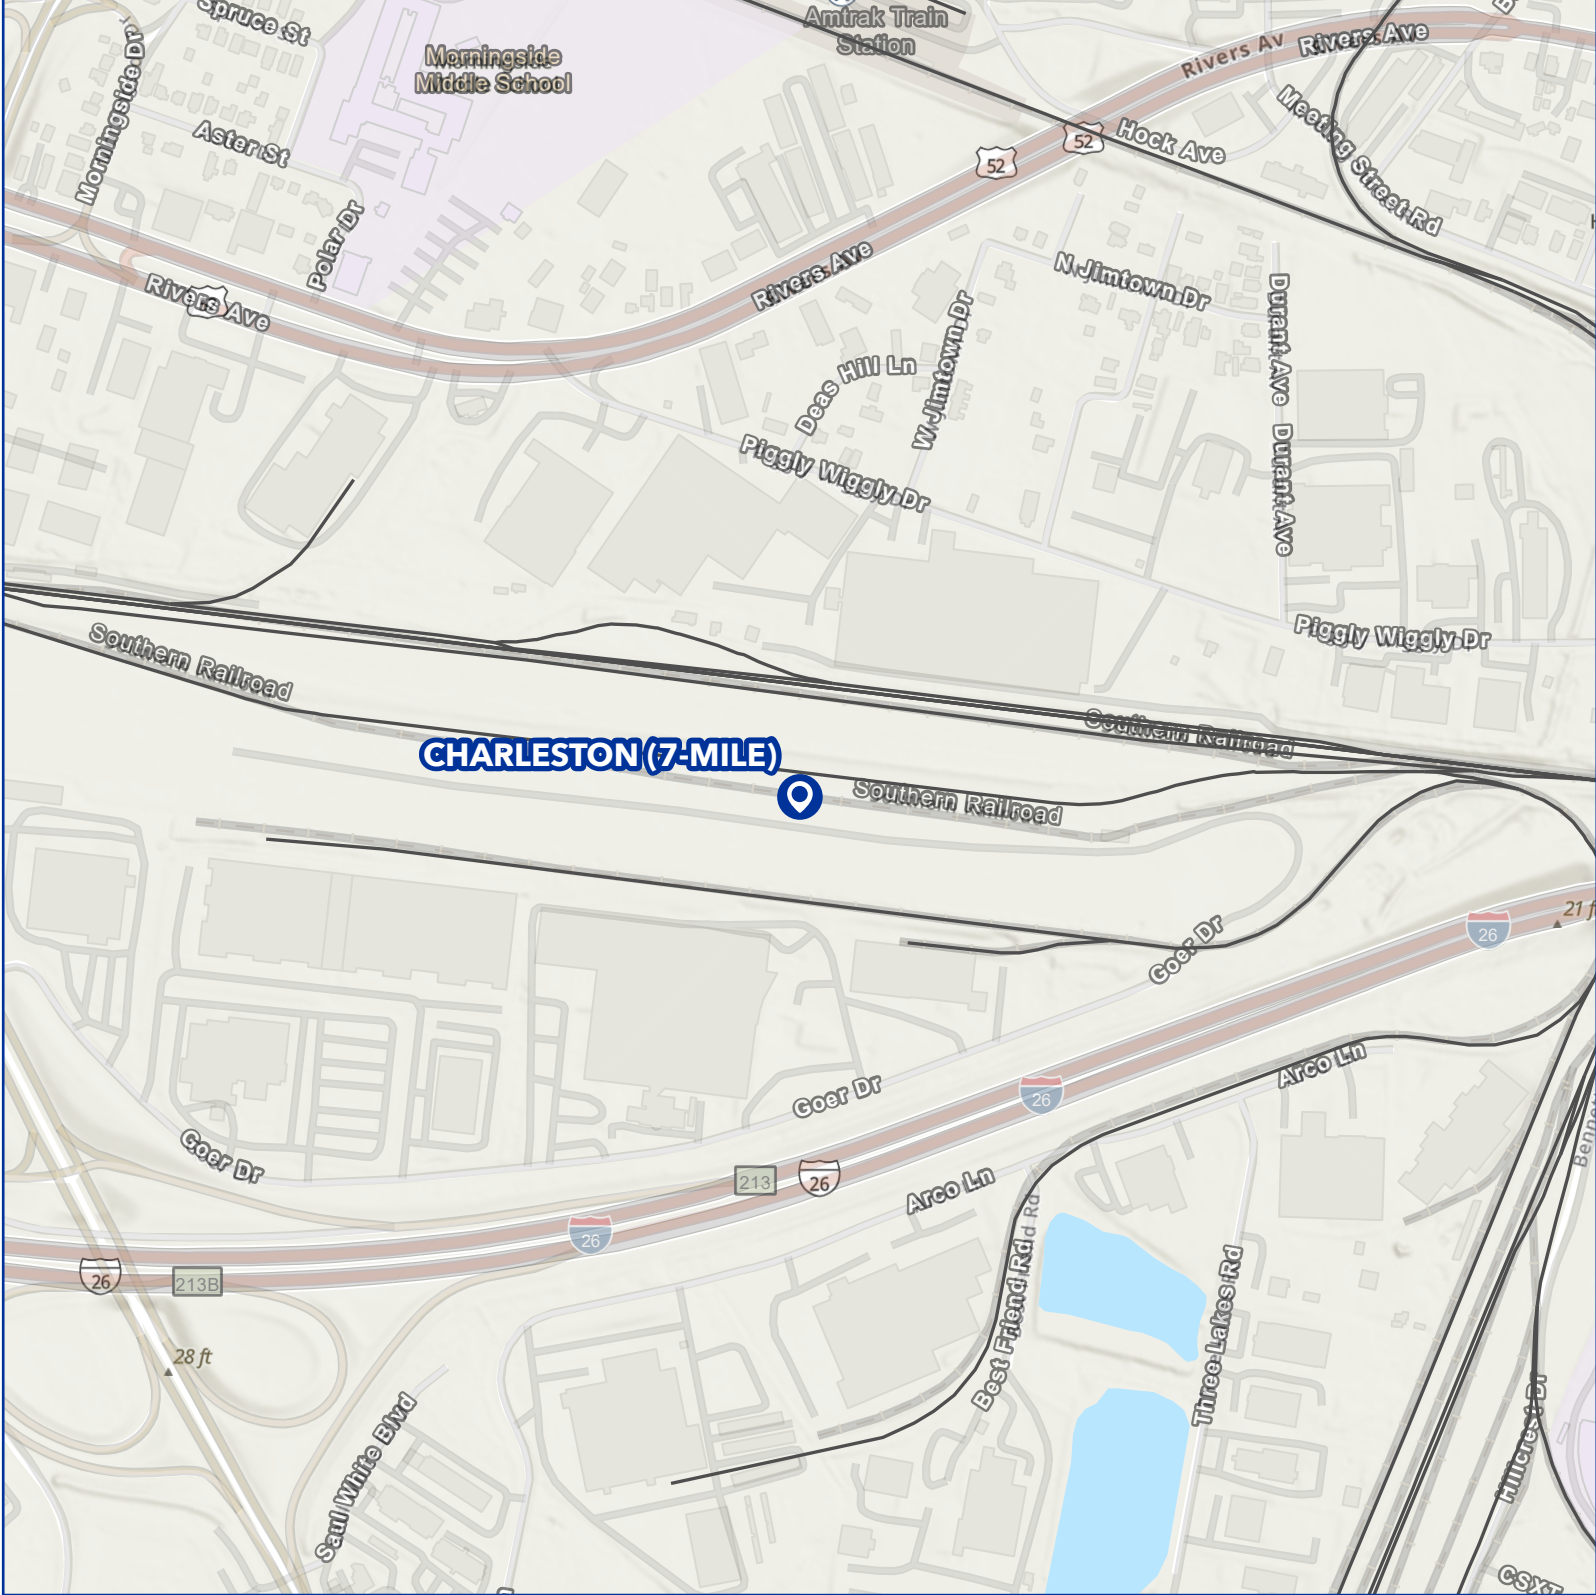 Spruce St
Amtrak Train
Station
Rivers Av
Rivers Ave
Morningside
Middle School
Morningside Dr
Aster St
Meeting Street Rd
Hock Ave
52
52
Polar Dr
Rivers Ave
Rivers Ave
N Jimtown Dr
Durant Ave
W Jimtown Dr
Deas Hill Ln
Piggly Wiggly Dr
Durant Ave
Piggly Wiggly Dr
Southern Railroad
Southern Railroad
CHARLESTON (7-MILE)
Southern Railroad
21 f
26
Goer Dr
Arco Ln
26
Goer Dr
Goer Dr
213
26
Arco Ln
26
26
213B
Best Friend Rd
nd Rd
Three Lakes Rd
28 ft
Saul White Blvd
Hillcrest Dr
Benne
CSXT